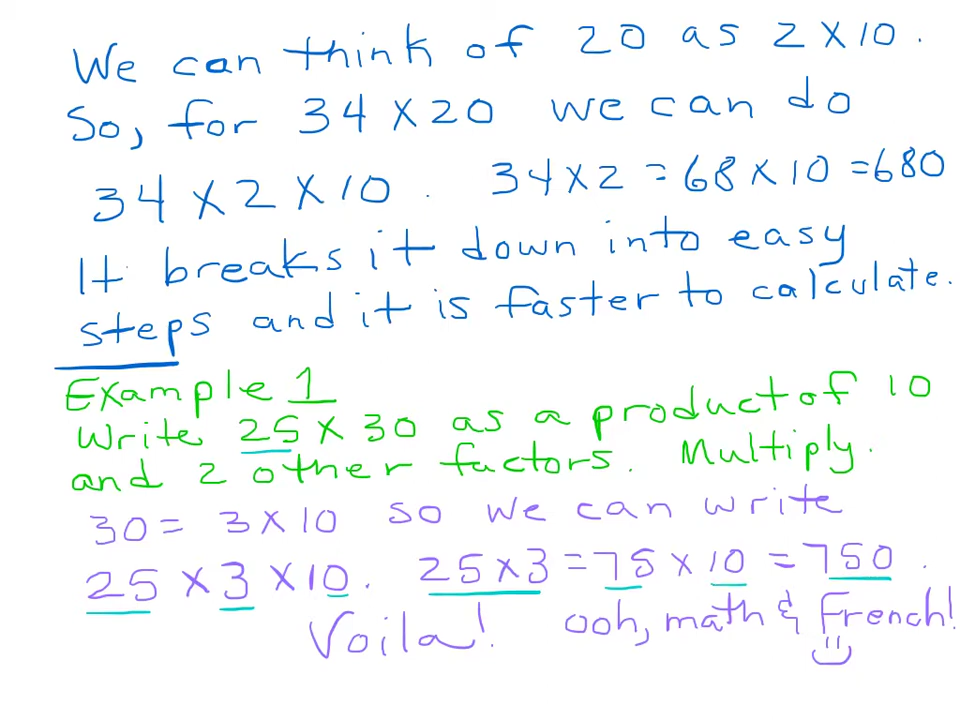 We can think of 20 as 2 x 10.
So, for 34 x 20 we can do
34 x 2 x 10. 34 x 2 = 68 x 10 = 680
It breaks it down into easy
steps and it is faster to calculate.
Example 1
Write 25 x 30 as a product of 10
and 2 other factors. Multiply.
30 = 3 x 10 so we can write
25 x 3 x 10. 25 x 3 = 75 x 10 = 750.
Voila! ooh, math & French!